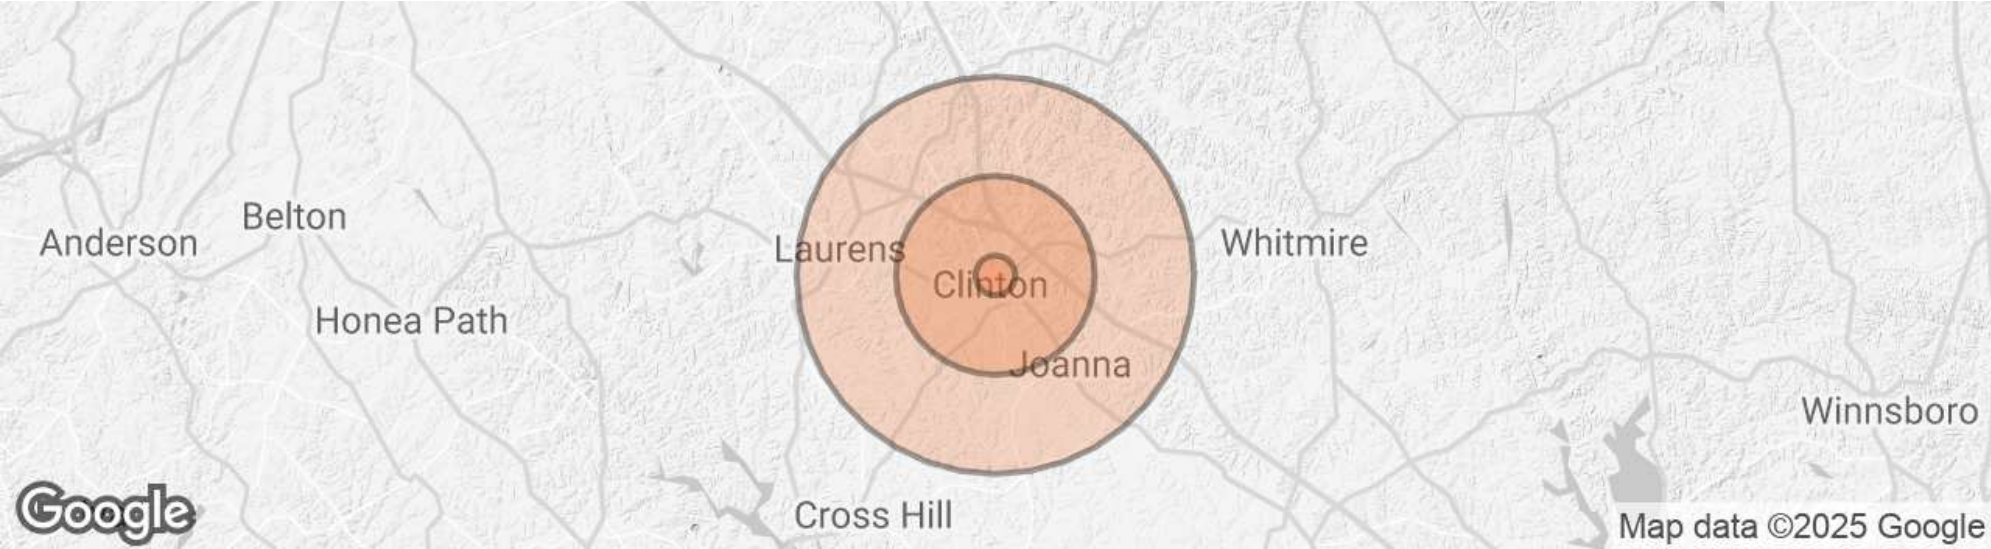 Belton
Anderson
Laurens
Whitmire
Clinton
Honea Path
Joanna
Winnsboro
Cross Hill
Google
Map data ©2025 Google